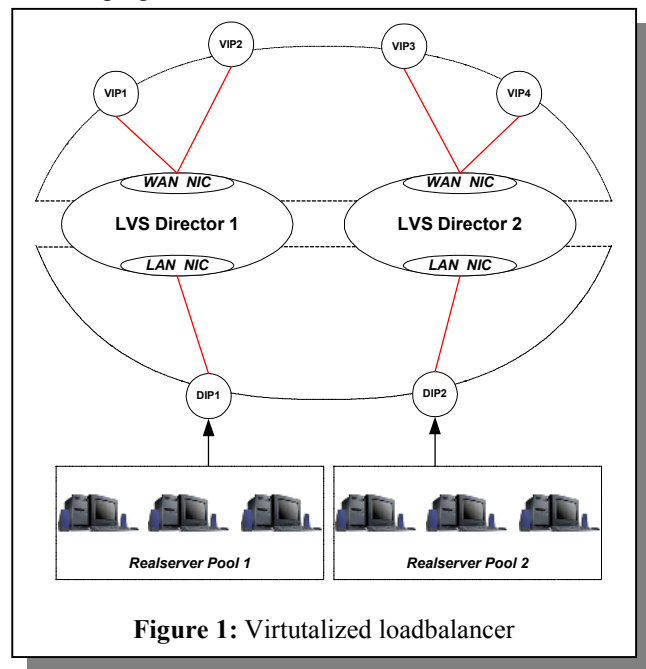 VIP2
VIP3
VIP1
VIP4
WAN NIC
WAN NIC
LVS Director 1
LVS Director 2
LAN NIC
LAN NIC
DIP1
DIP2
Realserver Pool 1
Realserver Pool 2
Figure 1: Virtutalized loadbalancer